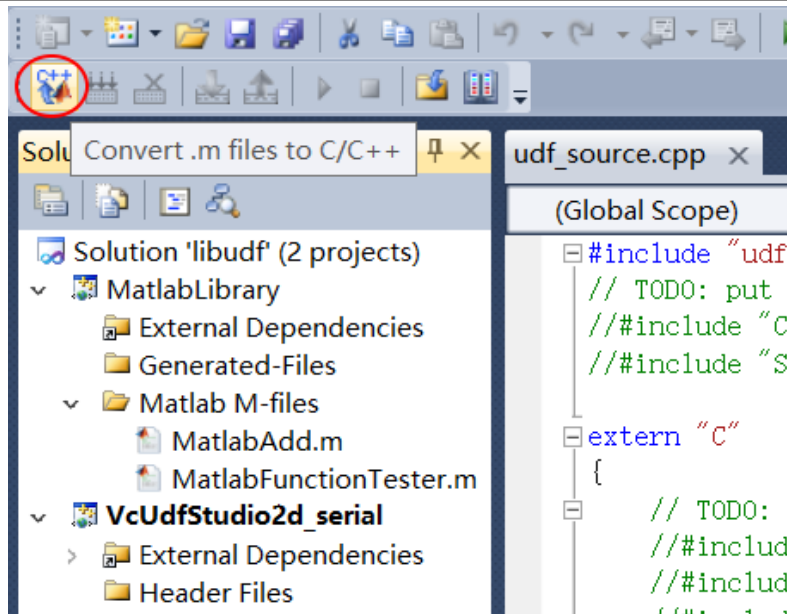 C++
Convert .m files to C/C++
Solu
udf_source.cpp
(Global Scope)
Solution 'libudf' (2 projects)
MatlabLibrary
External Dependencies
Generated-Files
Matlab M-files
MatlabAdd.m
MatlabFunctionTester.m
VcUdfStudio2d_serial
External Dependencies
Header Files
#include "udf
// TODO: put
//#include "C
//#include "S
extern "C"
{
// TODO:
//#includ
//#includ